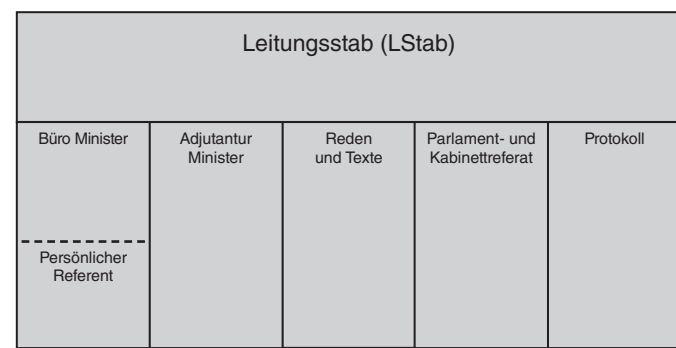 Leitungsstab (LStab)
Büro Minister
Persönlicher
Referent
Adjutantur
Minister
Reden
und Texte
Parlament- und
Kabinettreferat
Protokoll